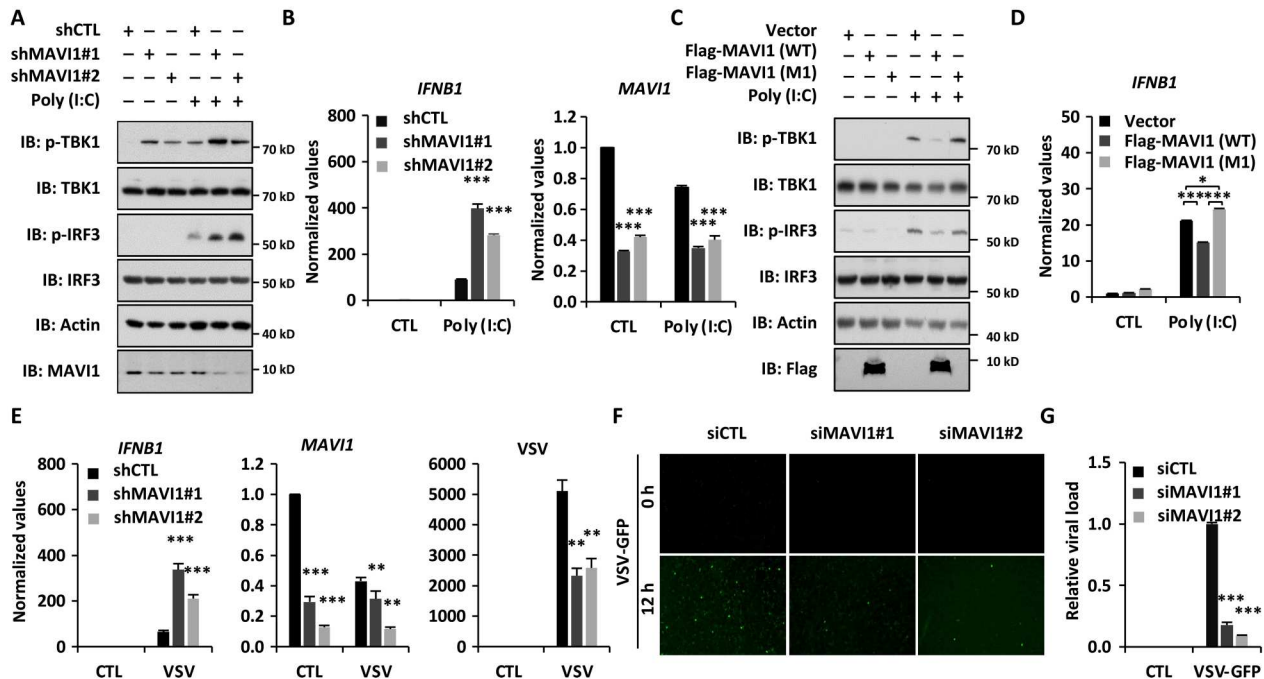 A
shCTL + – – + – –
shMAVI1#1 – + – – + –
shMAVI1#2 – – + – – +
Poly (I:C) – – – + + +
IB: p-TBK1
70 kD
IB: TBK1
70 kD
IB: p-IRF3
50 kD
IB: IRF3
50 kD
IB: Actin
40 kD
IB: MAVI1
10 kD
B
IFNB1
Normalized values
800
600
400
200
0
shCTL
shMAVI1#1
shMAVI1#2
***
***
CTL Poly (I:C)
MAVI1
Normalized values
1.2
1.0
0.8
0.6
0.4
0.2
0.0
***
***
***
***
CTL Poly (I:C)
C
Vector + – – + – –
Flag-MAVI1 (WT) – + – – + –
Flag-MAVI1 (M1) – – + – – +
Poly (I:C) – – – + + +
IB: p-TBK1
70 kD
IB: TBK1
70 kD
IB: p-IRF3
50 kD
IB: IRF3
50 kD
IB: Actin
40 kD
IB: Flag
10 kD
D
IFNB1
Normalized values
50
40
30
20
10
0
Vector
Flag-MAVI1 (WT)
Flag-MAVI1 (M1)
*
******
CTL Poly (I:C)
E
IFNB1
Normalized values
800
600
400
200
0
shCTL
shMAVI1#1
shMAVI1#2
***
***
CTL VSV
MAVI1
1.2
1.0
0.8
0.6
0.4
0.2
0.0
***
***
**
**
CTL VSV
VSV
6000
5000
4000
3000
2000
1000
0
**
**
CTL VSV
F
siCTL siMAVI1#1 siMAVI1#2
VSV-GFP
0 h
12 h
G
Relative viral load
1.5
1.0
0.5
0.0
siCTL
siMAVI1#1
siMAVI1#2
***
***
CTL VSV-GFP